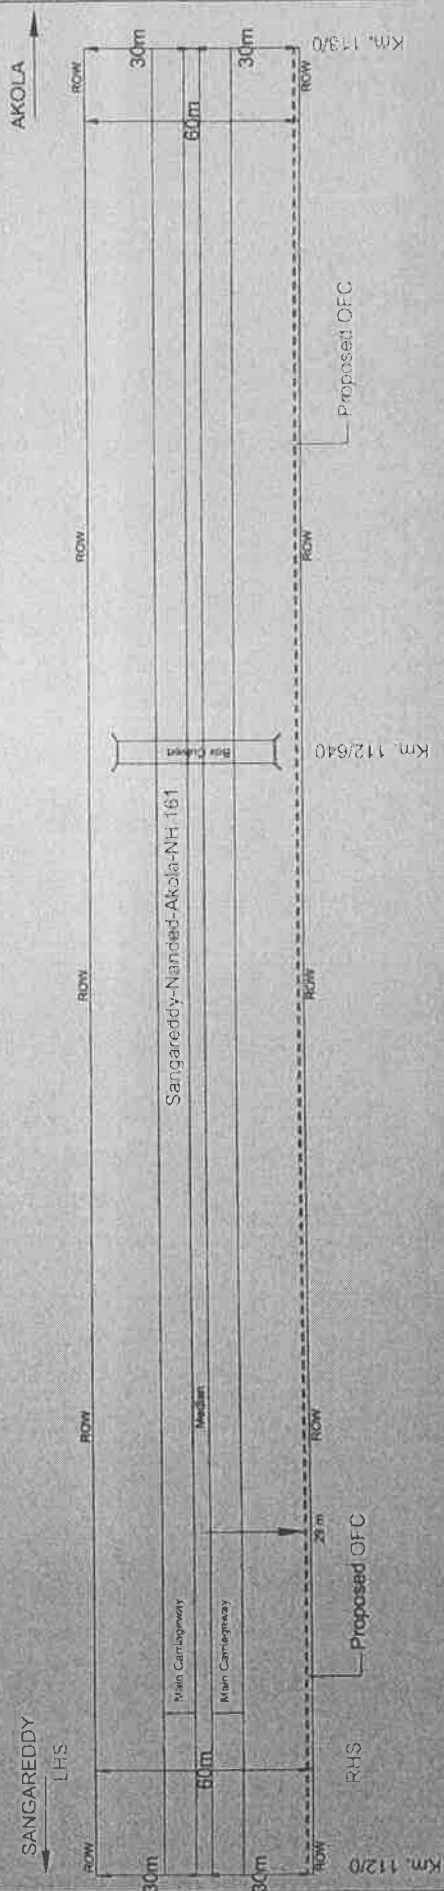 SANGAREDDY
LHS
AKOLA
ROW
ROW
ROW
ROW
ROW
30m
60m
30m
Main Carriageway
Median
Main Carriageway
Sangareddy-Nanded-Akola-NH 161
Box Culvert
30m
60m
30m
29 m
ROW
ROW
ROW
ROW
ROW
Proposed OFC
Proposed OFC
RHS
Km. 112/0
Km. 112/640
Km. 113/0